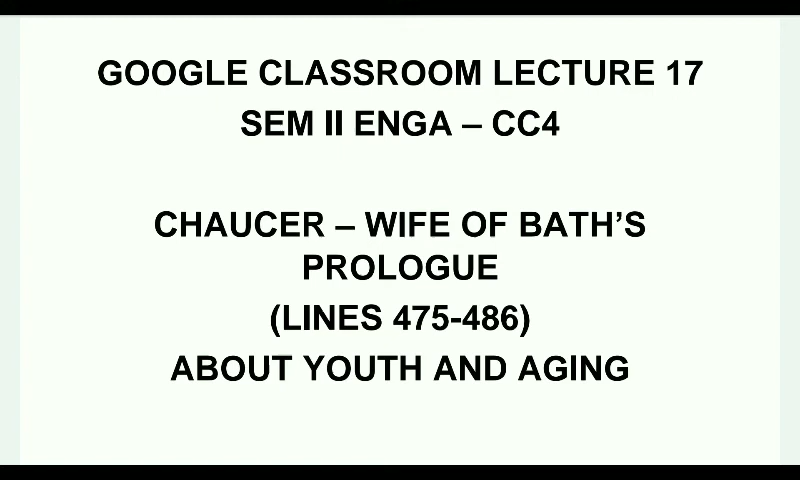 GOOGLE CLASSROOM LECTURE 17
SEM II ENGA – CC4
CHAUCER – WIFE OF BATH’S
PROLOGUE
(LINES 475-486)
ABOUT YOUTH AND AGING